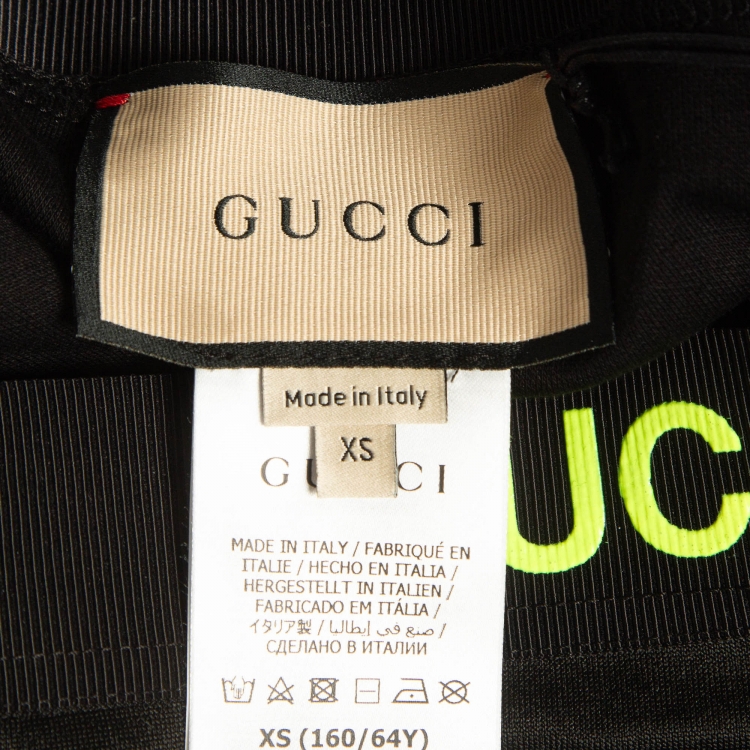 GUCCI
Made in Italy
XS
UC
MADE IN ITALY / FABRIQUÉ EN
ITALIE / HECHO EN ITALIA /
HERGESTELLT IN ITALIEN /
FABRICADO EM ITÁLIA /
イタリア製 / صنع في إيطاليا /
СДЕЛАНО В ИТАЛИИ
XS (160/64Y)